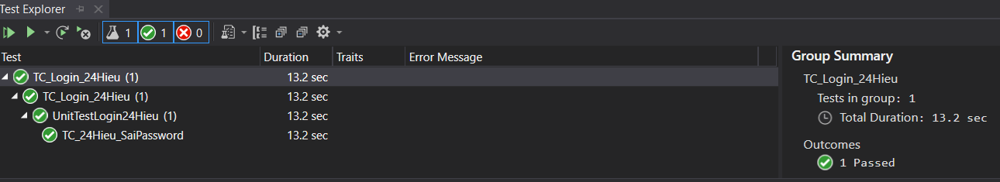 Test Explorer
1 1 0
Test Duration Traits Error Message
TC_Login_24Hieu (1) 13.2 sec
TC_Login_24Hieu (1) 13.2 sec
UnitTestLogin24Hieu (1) 13.2 sec
TC_24Hieu_SaiPassword 13.2 sec
Group Summary
TC_Login_24Hieu
Tests in group: 1
Total Duration: 13.2 sec
Outcomes
1 Passed